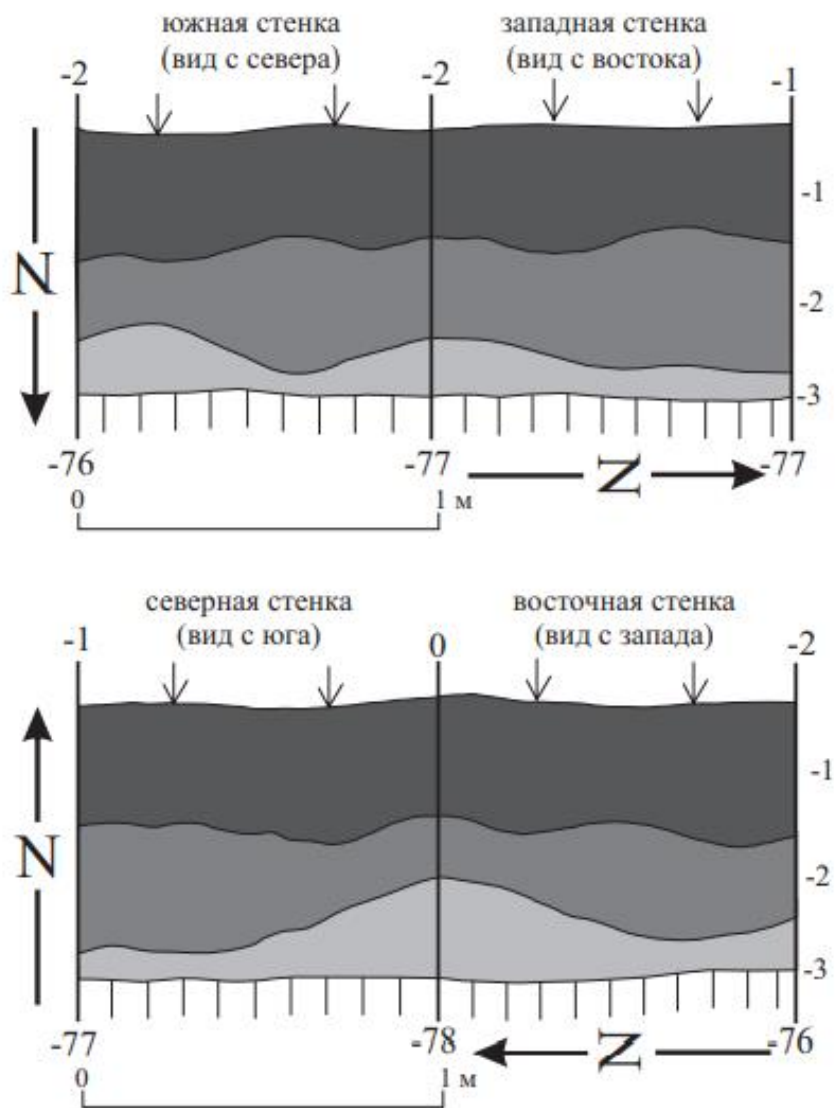 южная стенка
(вид с севера)
западная стенка
(вид с востока)
-2
-2
-1
-1
N
-2
-3
-76
-77
N
-77
0
1 м
северная стенка
(вид с юга)
восточная стенка
(вид с запада)
-1
0
-2
-1
N
-2
-3
-77
-78
N
-76
0
1 м